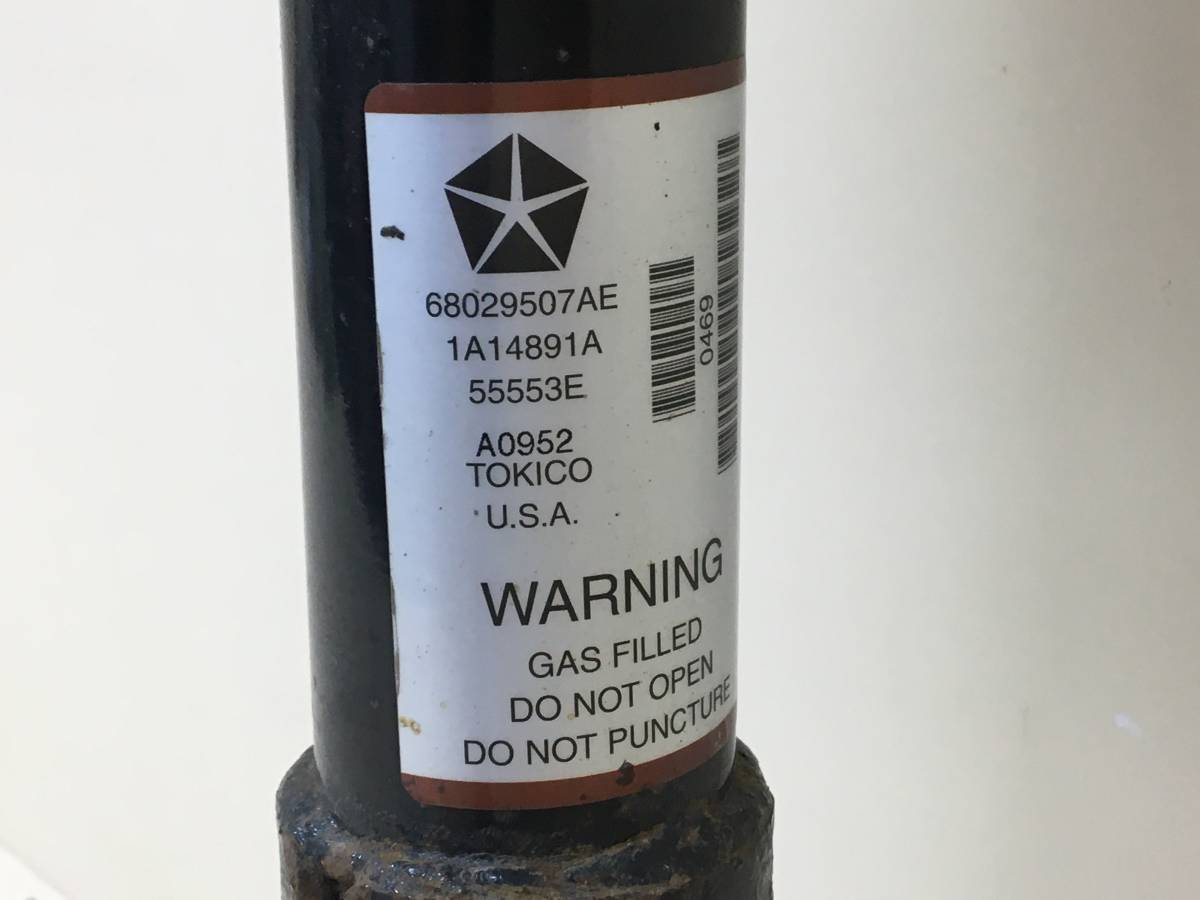 68029507AE
1A14891A
55553E
A0952
TOKICO
U.S.A.
0469
WARNING
GAS FILLED
DO NOT OPEN
DO NOT PUNCTURE